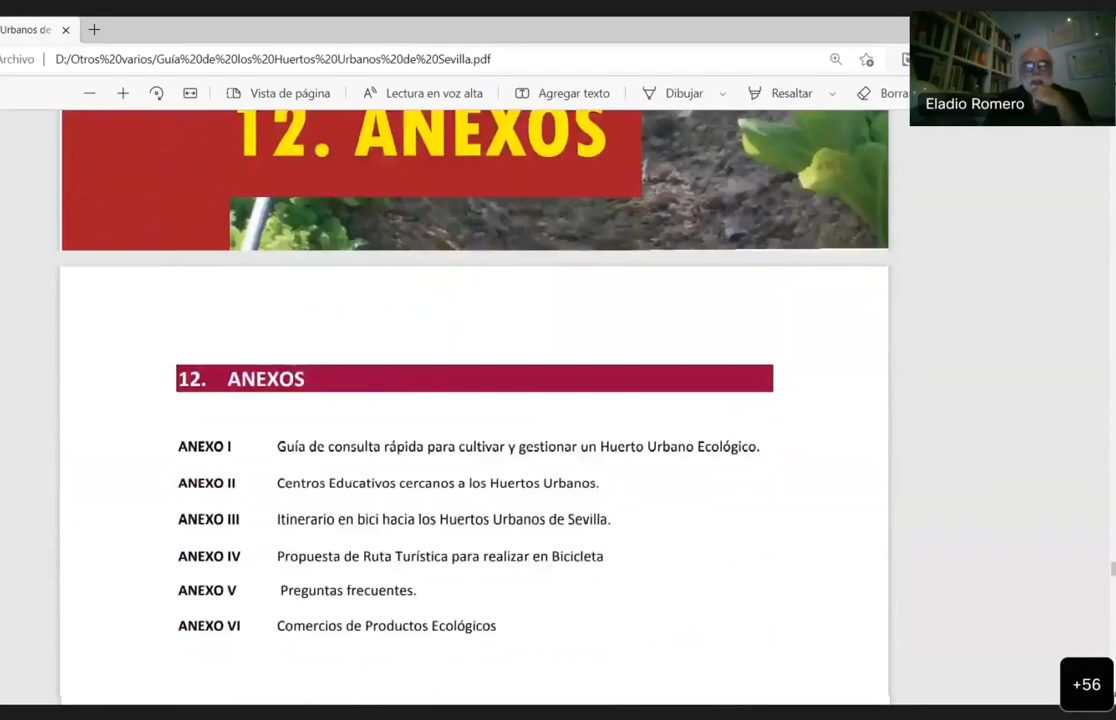 Urbanos de
Archivo
D:/Otros%20varios/Guía%20de%20los%20Huertos%20Urbanos%20de%20Sevilla.pdf
Vista de página
Lectura en voz alta
Agregar texto
Dibujar
Resaltar
Borra
Eladio Romero
12. ANEXOS
12. ANEXOS
ANEXO I Guía de consulta rápida para cultivar y gestionar un Huerto Urbano Ecológico.
ANEXO II Centros Educativos cercanos a los Huertos Urbanos.
ANEXO III Itinerario en bici hacia los Huertos Urbanos de Sevilla.
ANEXO IV Propuesta de Ruta Turística para realizar en Bicicleta
ANEXO V Preguntas frecuentes.
ANEXO VI Comercios de Productos Ecológicos
+56